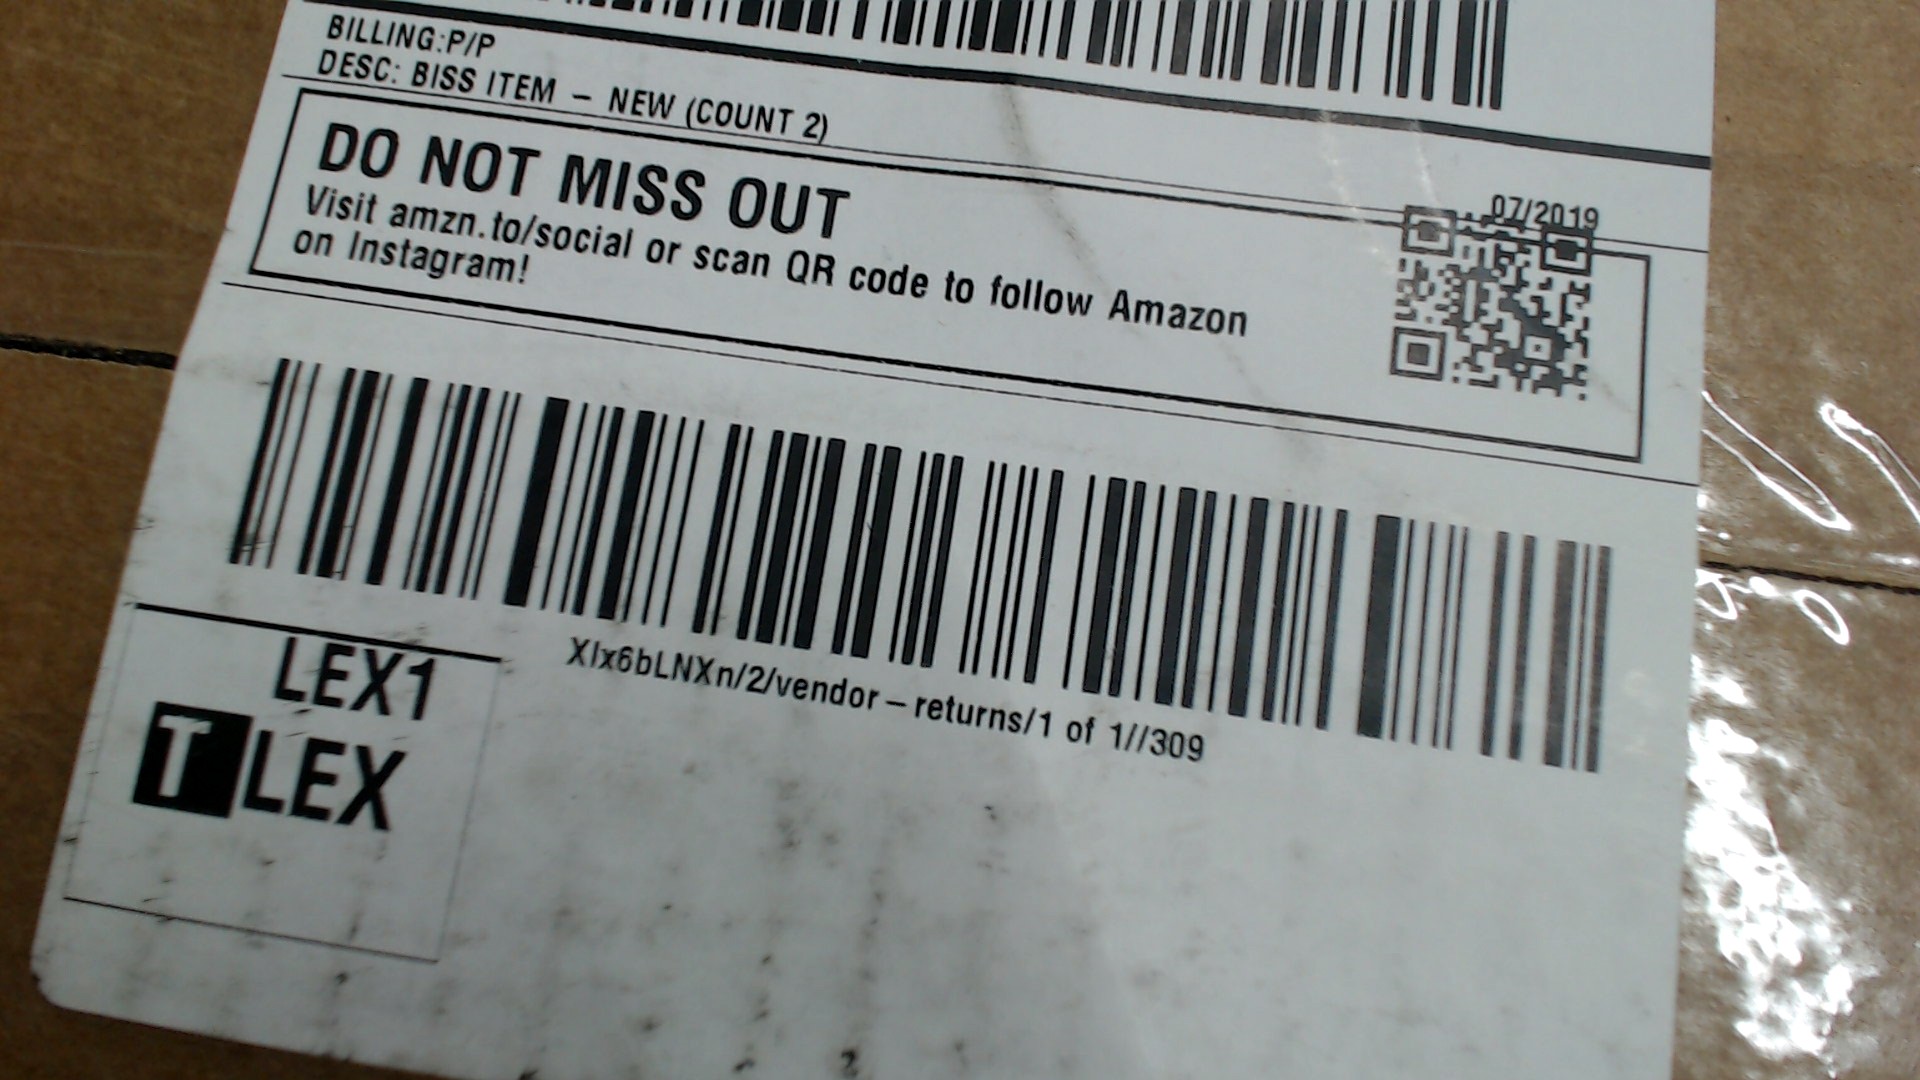 BILLING:P/P
DESC: BISS ITEM – NEW (COUNT 2)
07/2019
DO NOT MISS OUT
Visit amzn.to/social or scan QR code to follow Amazon
on Instagram!
XIx6bLNXn/2/vendor – returns/1 of 1//309
LEX1
T LEX